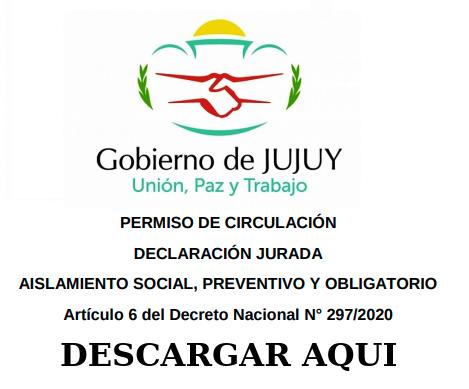 Gobierno de JUJUY
Unión, Paz y Trabajo
PERMISO DE CIRCULACIÓN
DECLARACIÓN JURADA
AISLAMIENTO SOCIAL, PREVENTIVO Y OBLIGATORIO
Artículo 6 del Decreto Nacional N° 297/2020
DESCARGAR AQUI